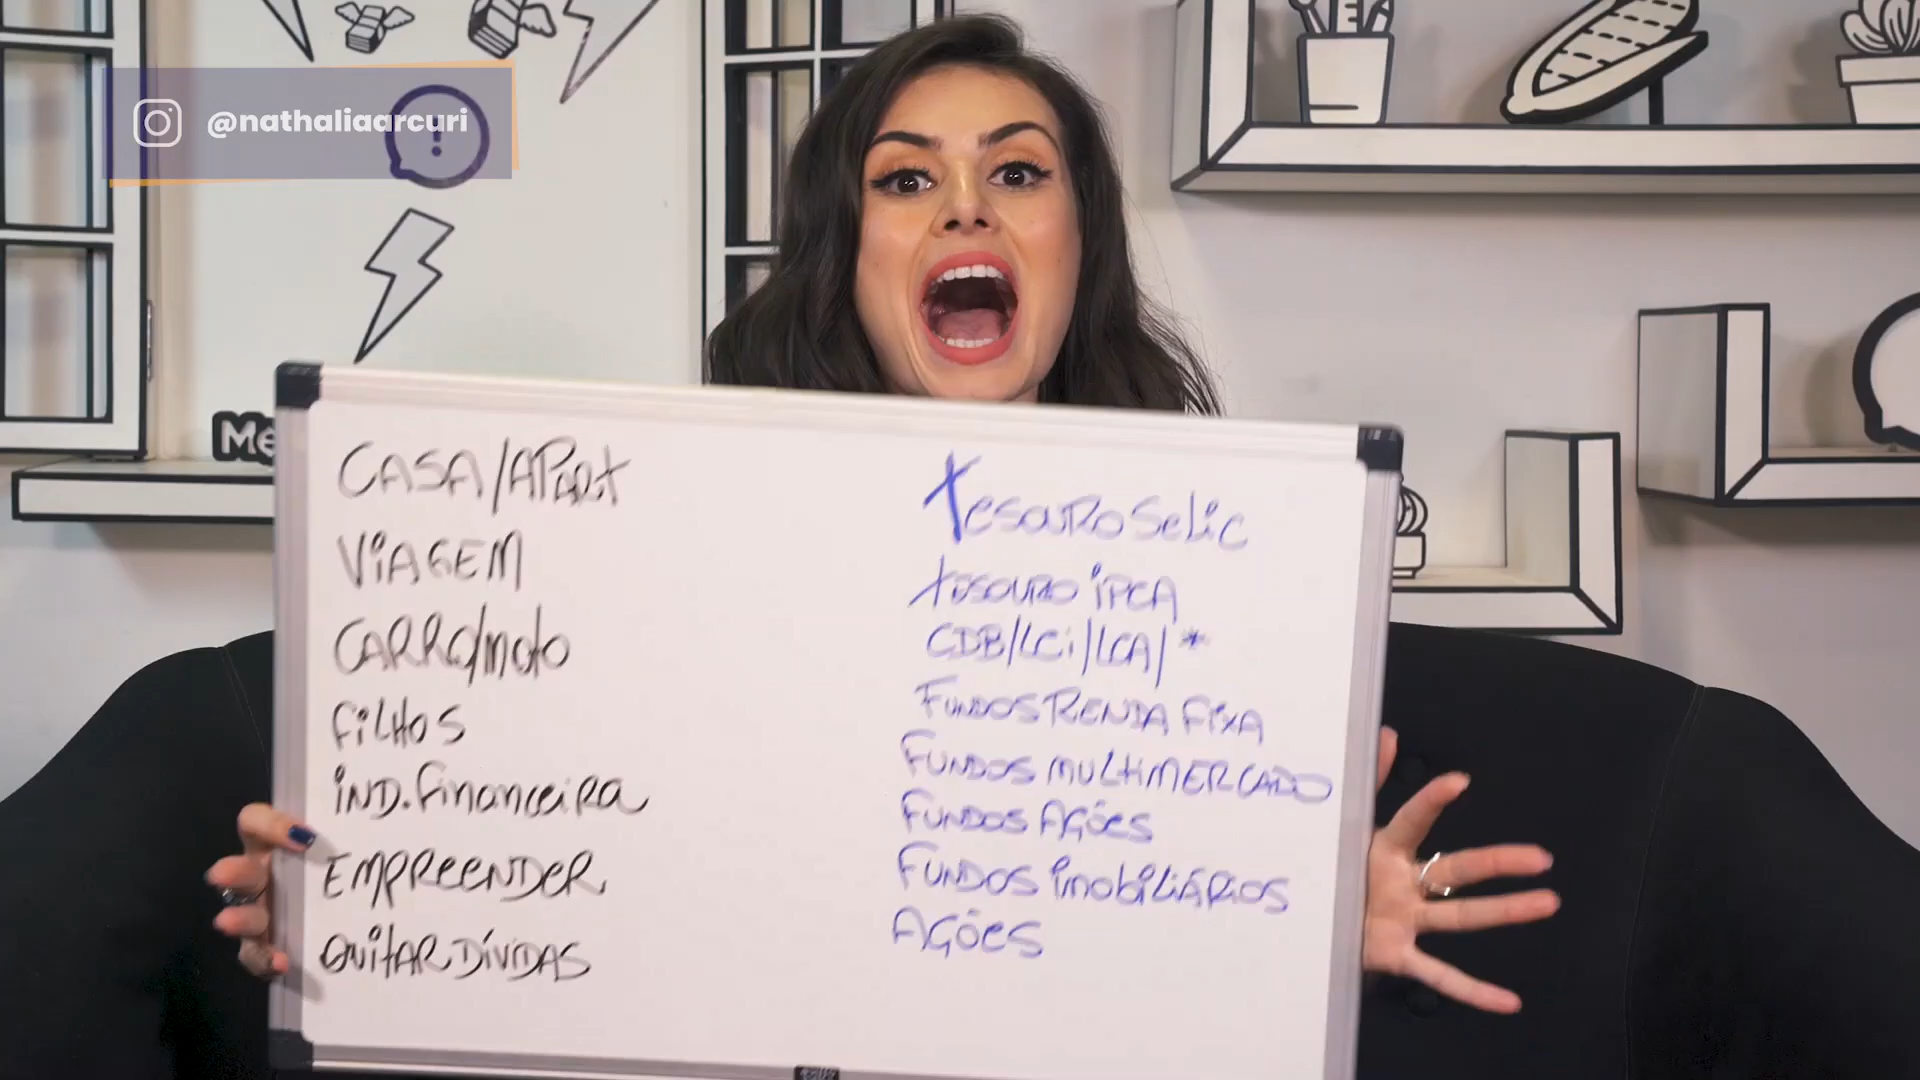 @nathaliaarcuri
Me
CASA/APART
VIAGEM
CARRO/moto
FILHOS
IND. Financeira
EMPREENDER
QUITAR DÍVIDAS
Tesouro Selic
Tesouro IPCA
CDB/LCI/LCA/*
FUNDOS RENDA FIXA
FUNDOS MULTIMERCADO
FUNDOS AÇÕES
FUNDOS IMOBILIÁRIOS
AÇÕES